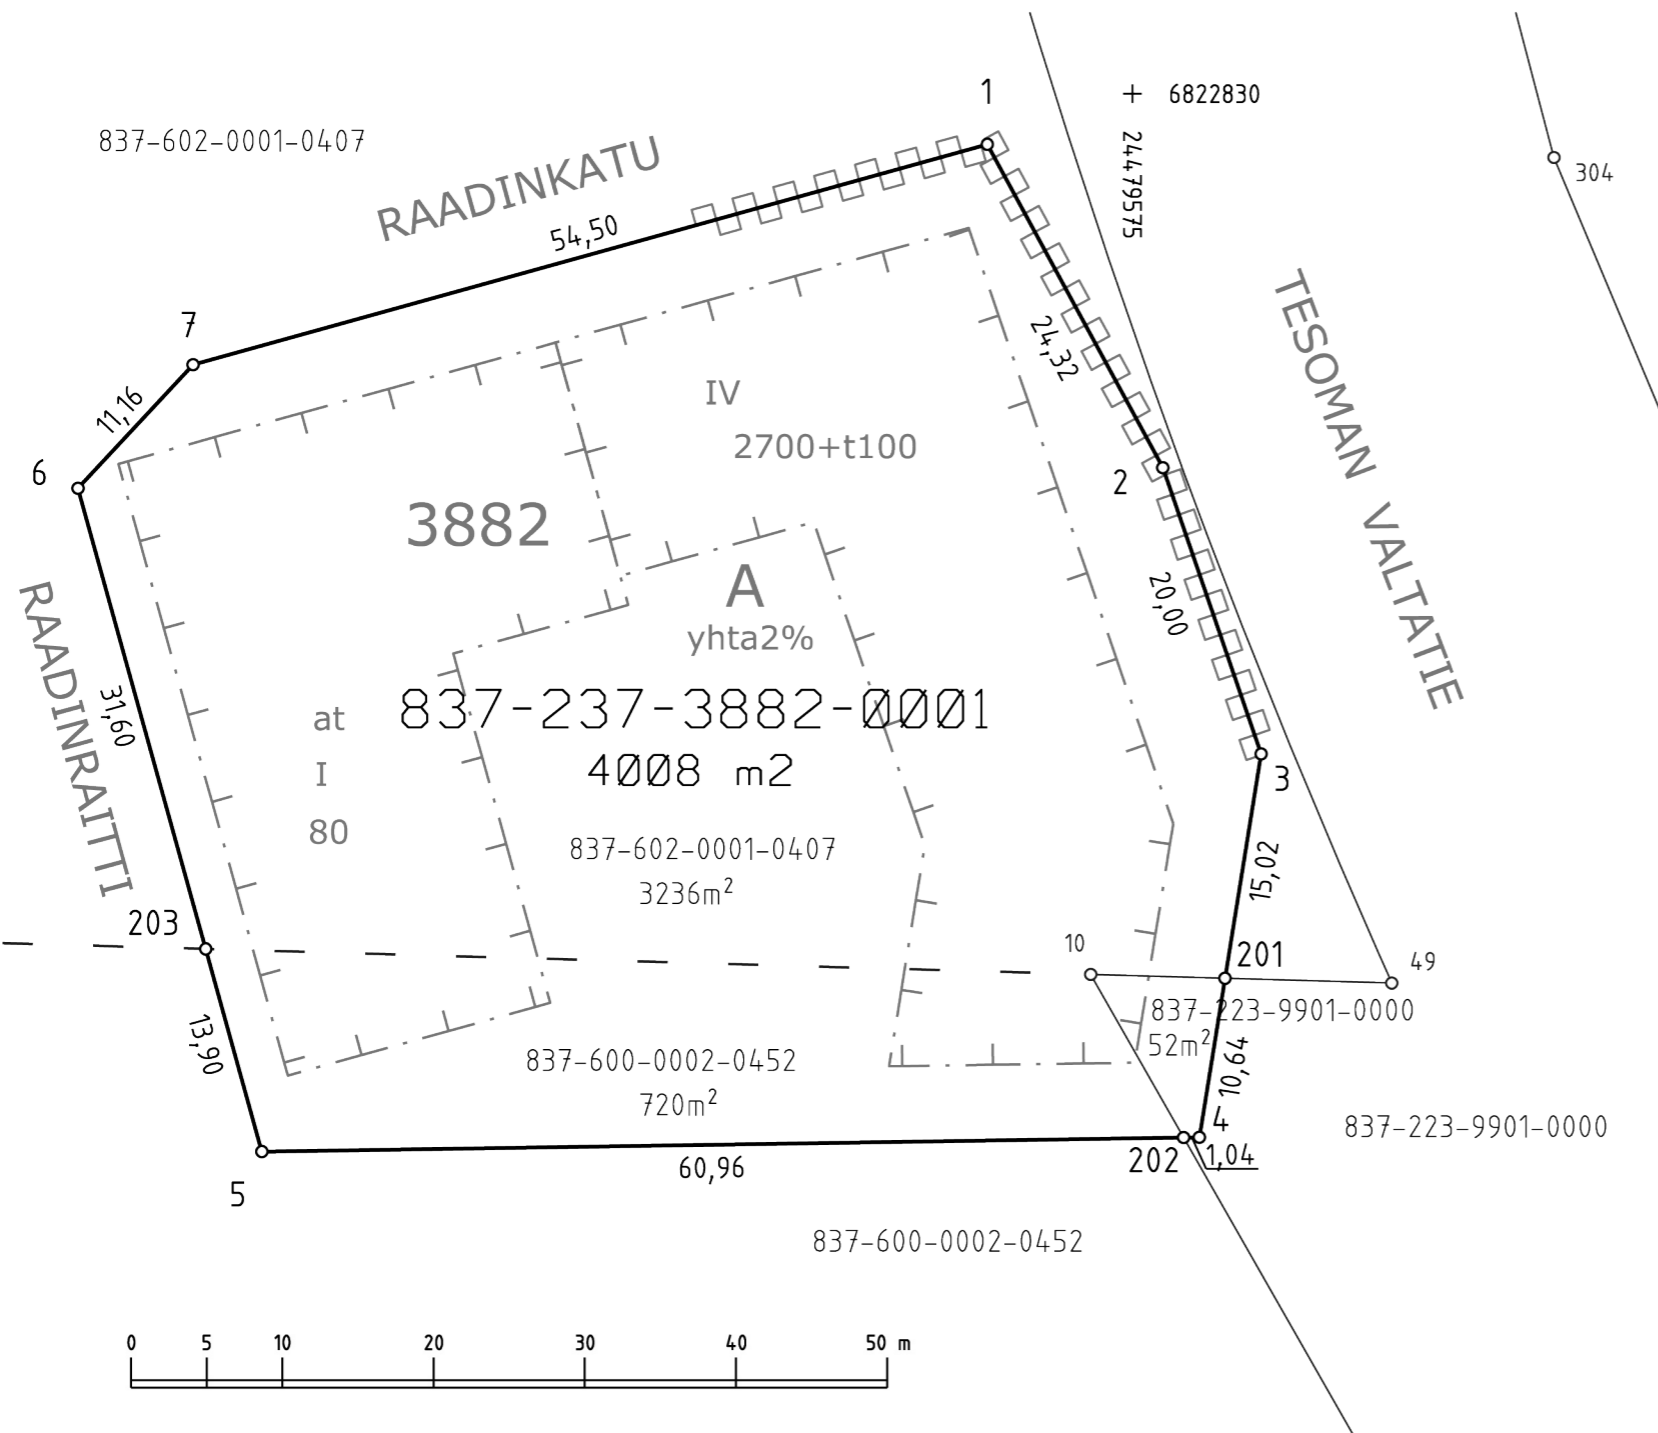 1
+ 6822830
24479575
837-602-0001-0407
RAADINKATU
304
54,50
7
24,32
TESOMAN VALTATIE
11,16
IV
2700+t100
6
2
3882
A
yhta2%
20,00
RAADINRAITTI
31,60
at
I
80
837-237-3882-0001
4008 m2
3
837-602-0001-0407
3236m²
15,02
203
10
201
49
837-223-9901-0000
52m²
13,90
837-600-0002-0452
720m²
10,64
4
837-223-9901-0000
202
1,04
60,96
5
837-600-0002-0452
0 5 10 20 30 40 50 m